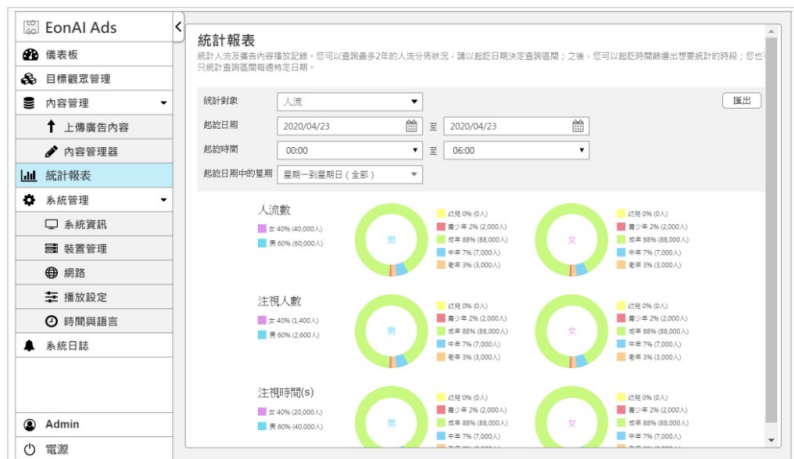 EonAI Ads
儀表板
目標觀眾管理
內容管理
上傳廣告內容
內容管理器
統計報表
系統管理
系統資訊
裝置管理
網路
播放設定
時間與語言
系統日誌
Admin
電源
統計報表
統計人流及廣告內容播放記錄。您可以查詢最多2年的人流分佈狀況。請以起訖日期決定查詢區間；之後，您可以起訖時間篩選出想要統計的時段；您也
只統計查詢區間每週特定日期。
統計對象 人流 匯出
起訖日期 2020/04/23 至 2020/04/23
起訖時間 00:00 至 06:00
起訖日期中的星期 星期一到星期日 ( 全部 )
人流數
女 40% (40,000人)
男 60% (60,000人)
男
幼兒 0% (0人)
青少年 2% (2,000人)
成年 88% (88,000人)
中年 7% (7,000人)
老年 3% (3,000人)
女
幼兒 0% (0人)
青少年 2% (2,000人)
成年 88% (88,000人)
中年 7% (7,000人)
老年 3% (3,000人)
注視人數
女 40% (1,400人)
男 60% (2,600人)
男
幼兒 0% (0人)
青少年 2% (2,000人)
成年 88% (88,000人)
中年 7% (7,000人)
老年 3% (3,000人)
女
幼兒 0% (0人)
青少年 2% (2,000人)
成年 88% (88,000人)
中年 7% (7,000人)
老年 3% (3,000人)
注視時間(s)
女 40% (20,000人)
男 60% (40,000人)
男
幼兒 0% (0人)
青少年 2% (2,000人)
成年 88% (88,000人)
中年 7% (7,000人)
女
幼兒 0% (0人)
青少年 2% (2,000人)
成年 88% (88,000人)
中年 7% (7,000人)